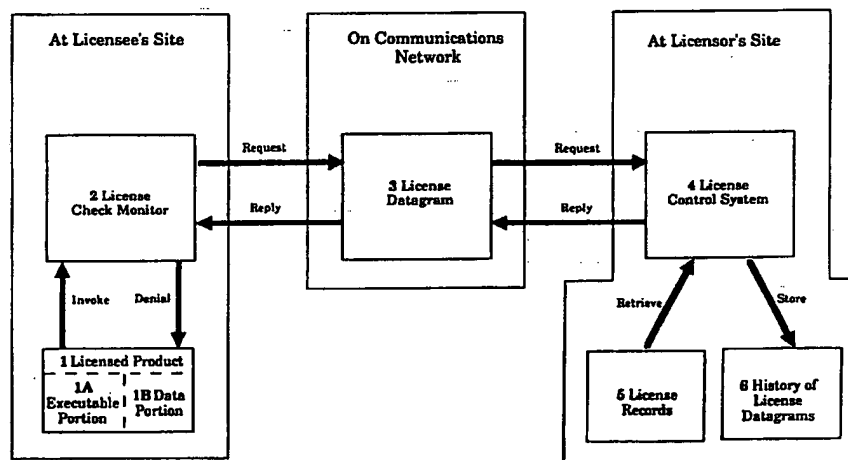 At Licensee's Site
On Communications
Network
At Licensor's Site
Request
Request
2 License
Check Monitor
3 License
Datagram
4 License
Control System
Reply
Reply
Invoke
Denial
Retrieve
Store
1 Licensed Product
1A
Executable
Portion
1B Data
Portion
5 License
Records
6 History of
License
Datagrams